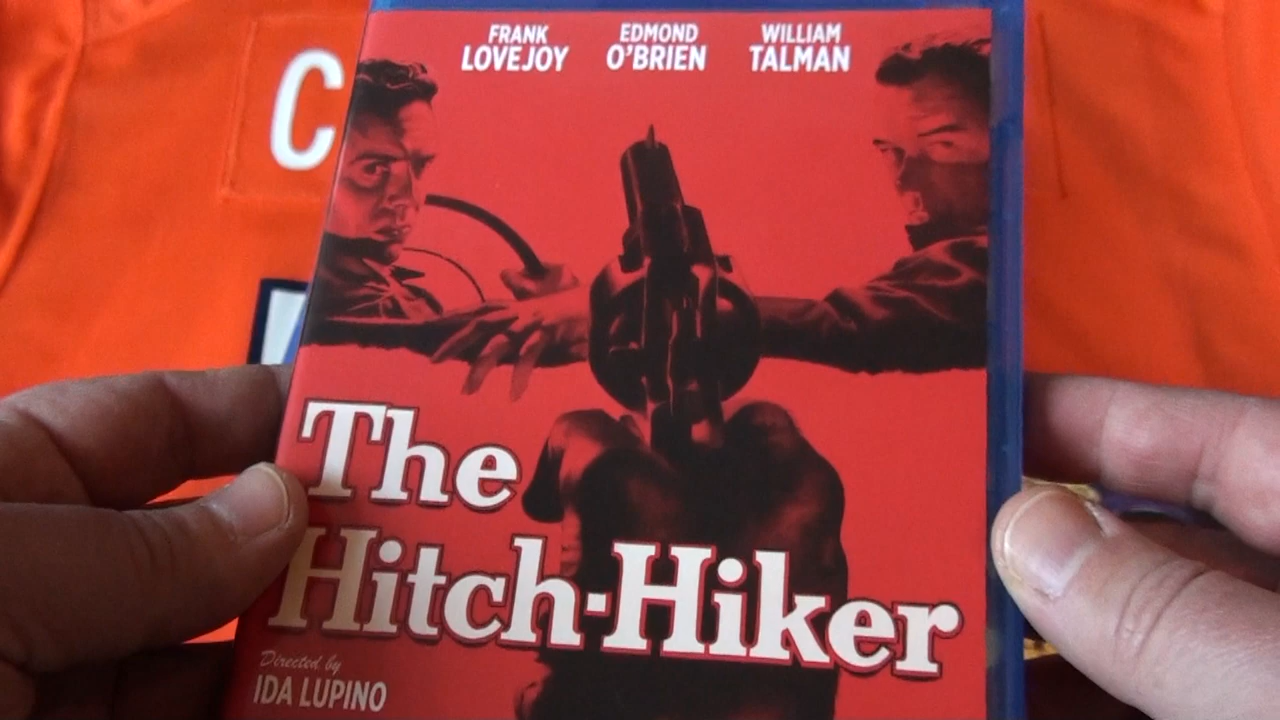 C
FRANK
LOVEJOY
EDMOND
O'BRIEN
WILLIAM
TALMAN
The
Hitch-Hiker
Directed by
IDA LUPINO